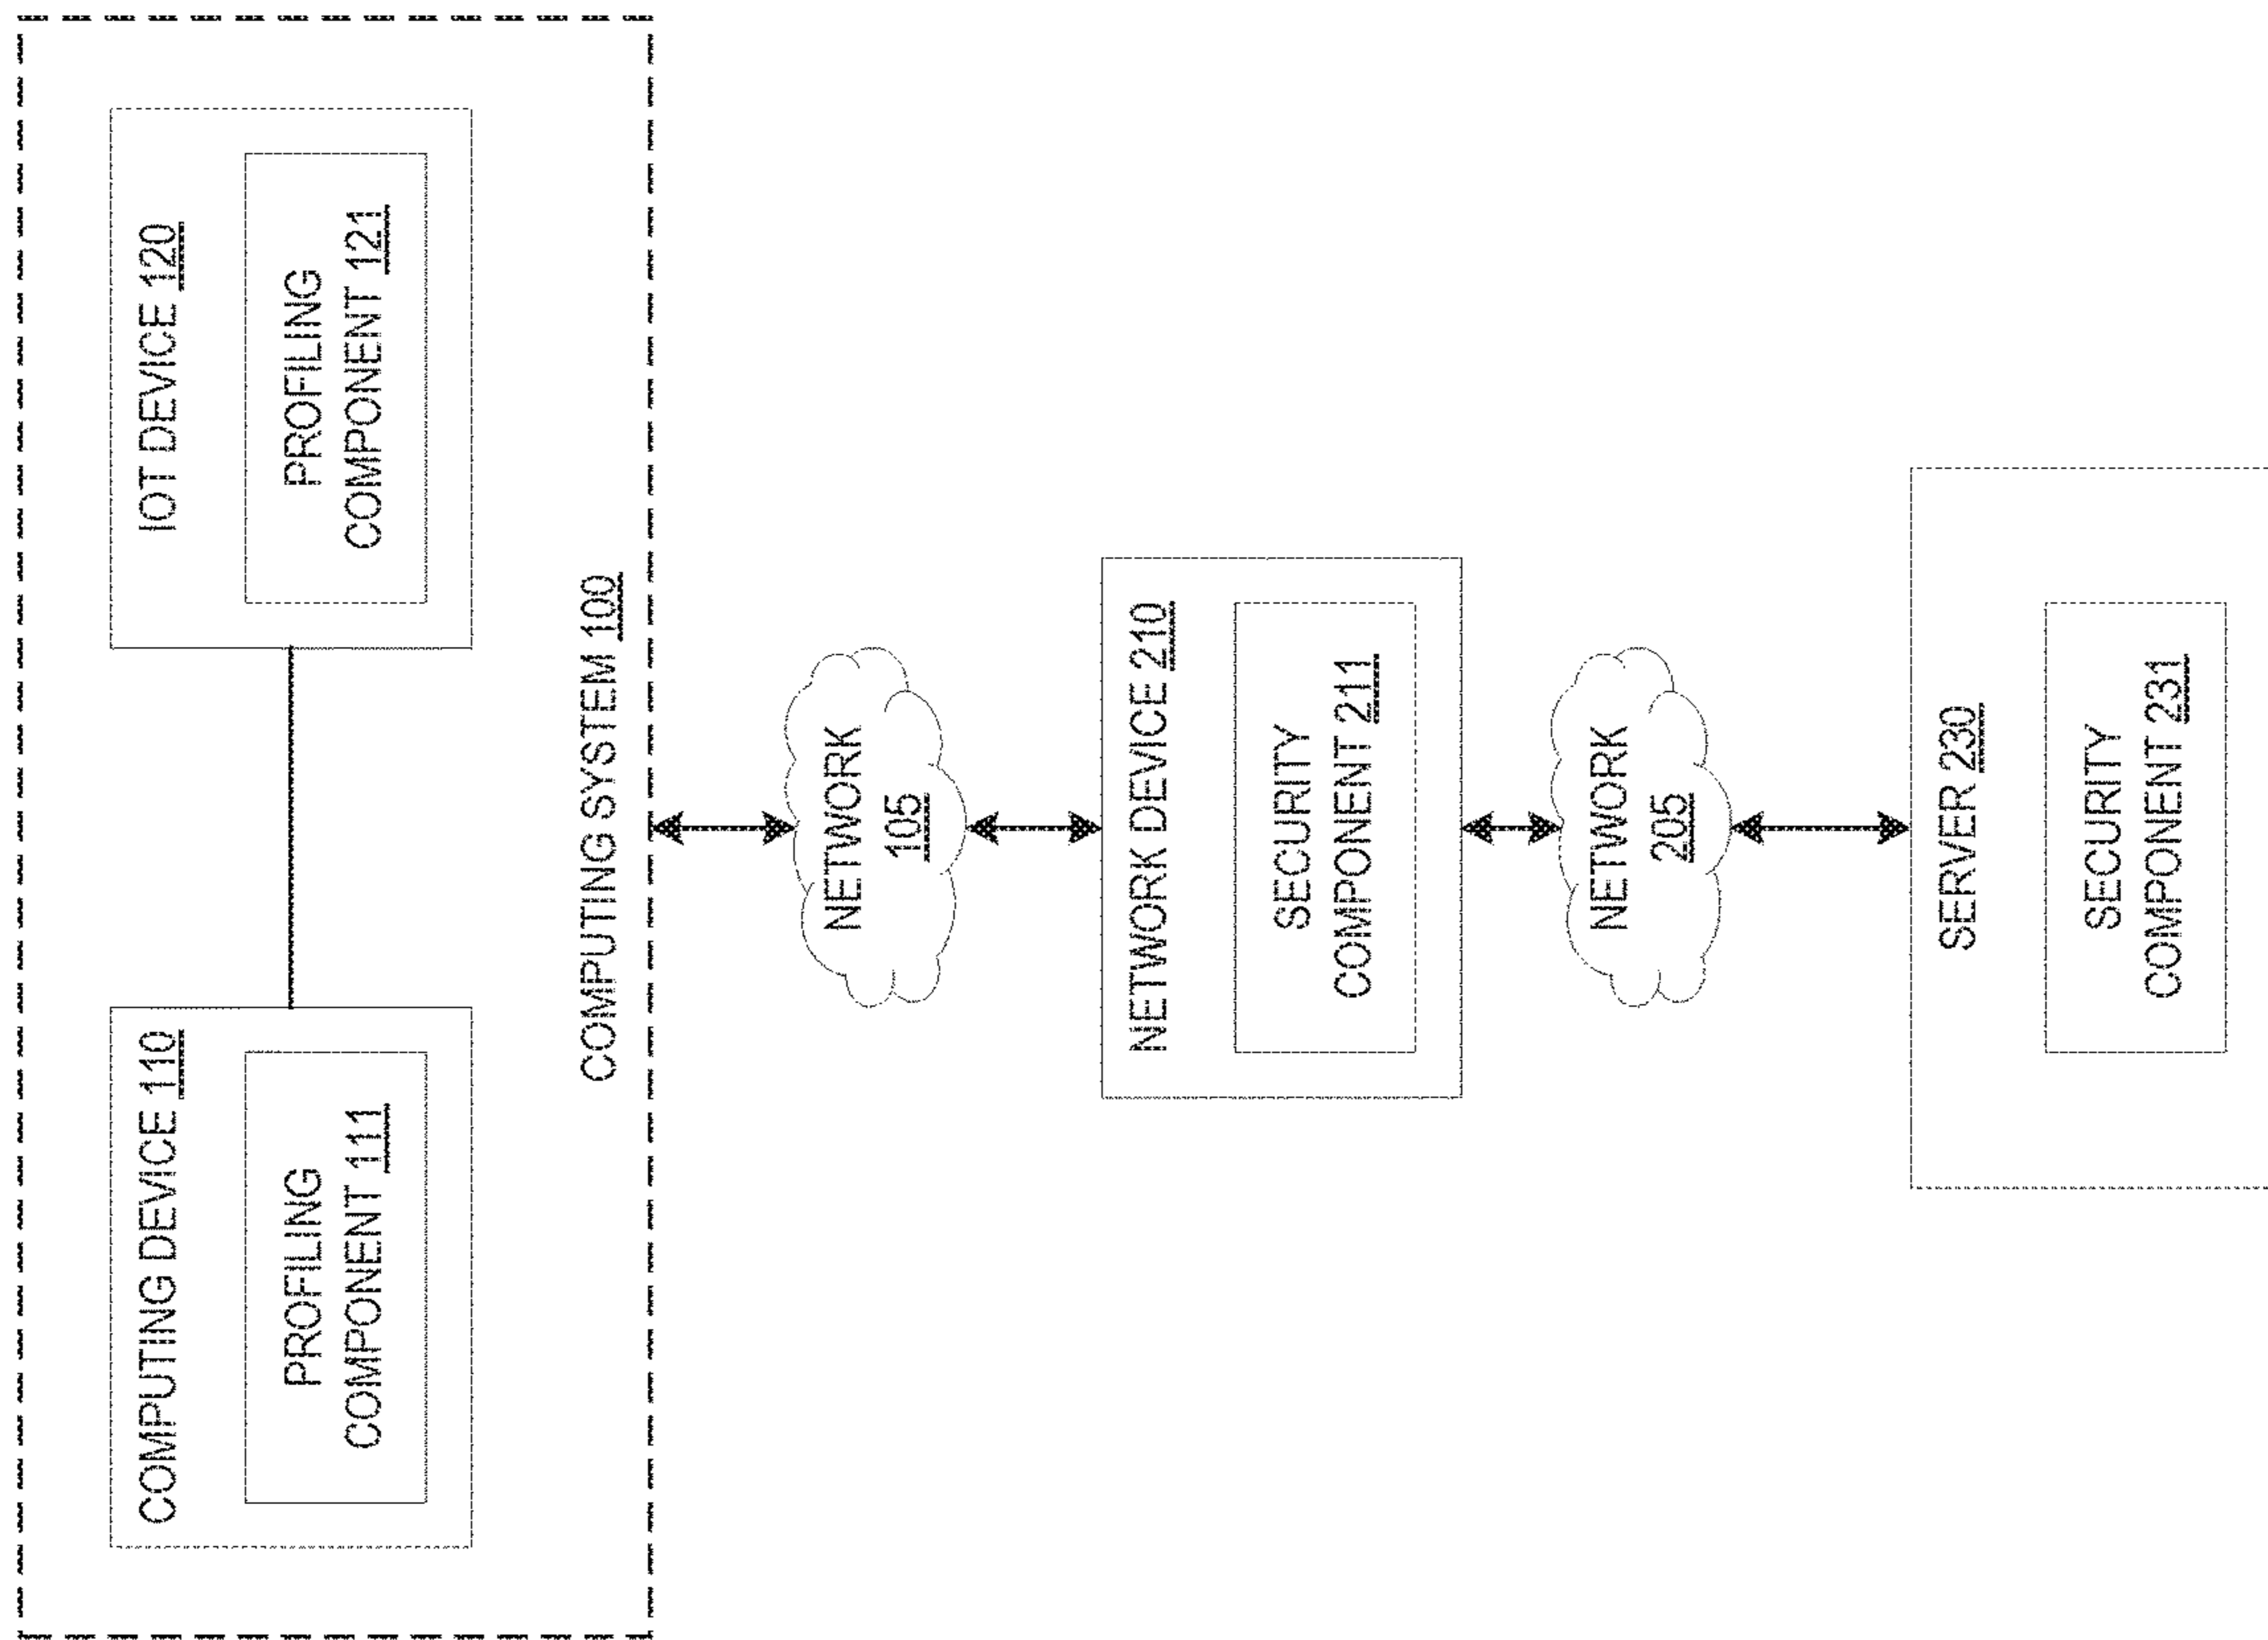 COMPUTING DEVICE 110
PROFILING
COMPONENT 111
IOT DEVICE 120
PROFILING
COMPONENT 121
COMPUTING SYSTEM 100
NETWORK
105
NETWORK DEVICE 210
SECURITY
COMPONENT 211
NETWORK
205
SERVER 230
SECURITY
COMPONENT 231